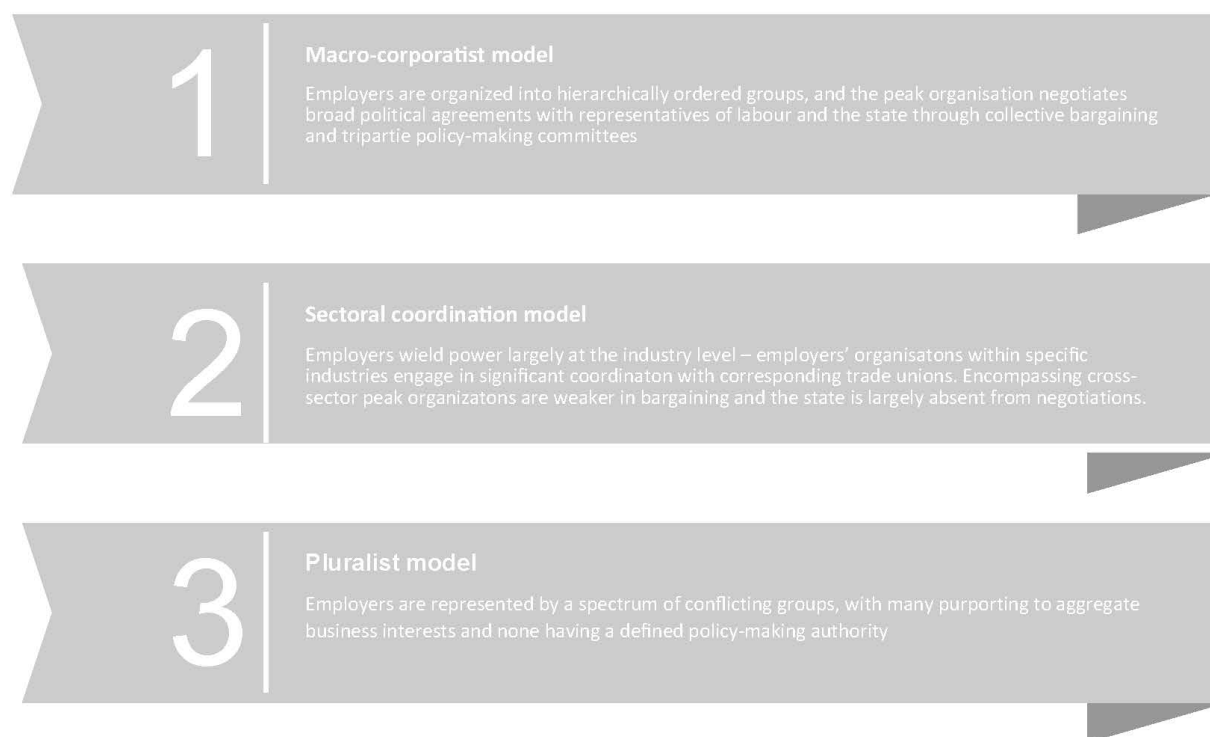 1
Macro-corporatist model
Employers are organized into hierarchically ordered groups, and the peak organisation negotiates
broad political agreements with representatives of labour and the state through collective bargaining
and tripartie policy-making committees
2
Sectoral coordination model
Employers wield power largely at the industry level – employers’ organisatons within specific
industries engage in significant coordinaton with corresponding trade unions. Encompassing cross-
sector peak organizatons are weaker in bargaining and the state is largely absent from negotiations.
3
Pluralist model
Employers are represented by a spectrum of conflicting groups, with many purporting to aggregate
business interests and none having a defined policy-making authority